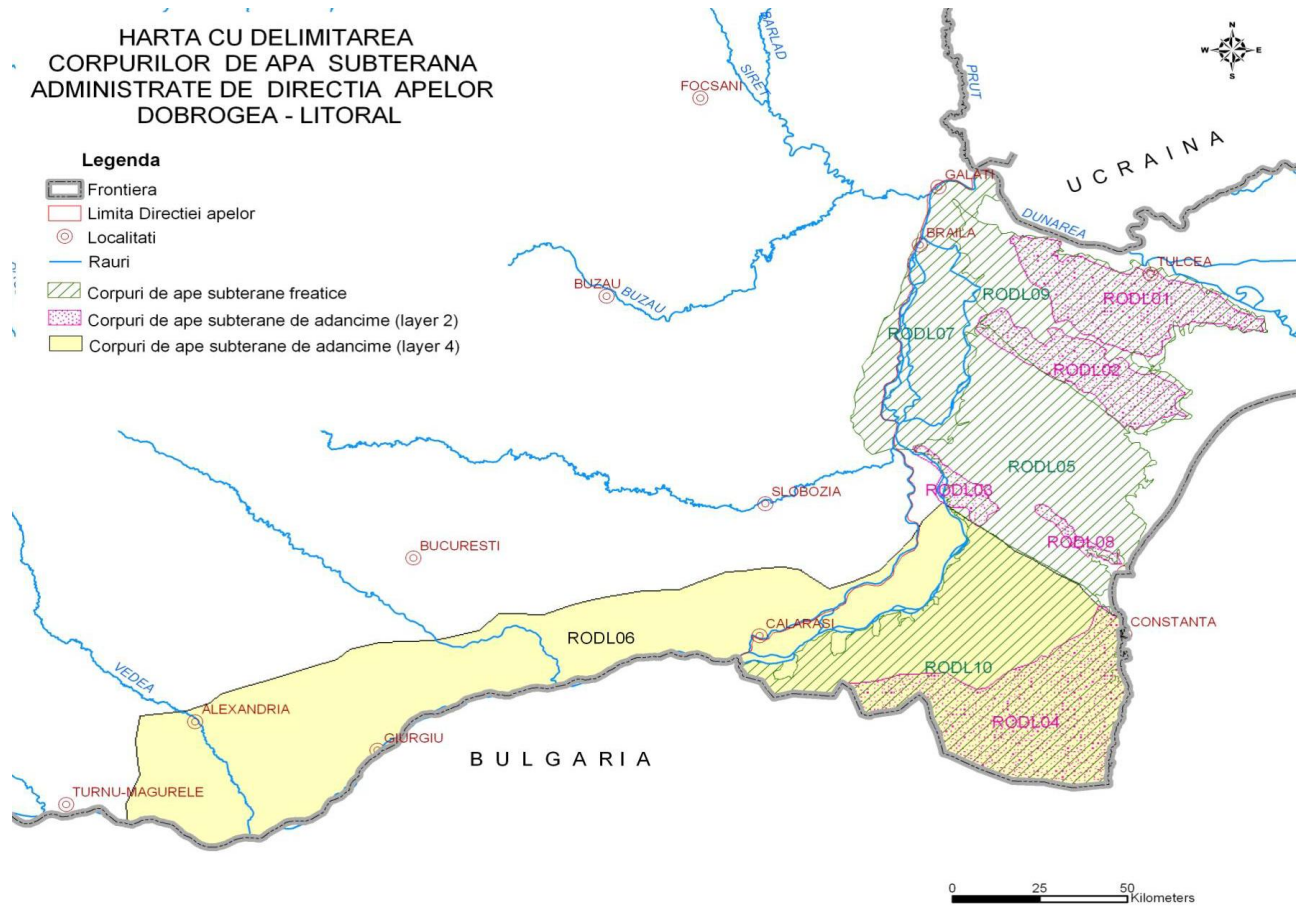 HARTA CU DELIMITAREA
CORPURILOR DE APA SUBTERANA
ADMINISTRATE DE DIRECTIA APELOR
DOBROGEA - LITORAL
Legenda
Frontiera
Limita Directiei apelor
Localitati
Rauri
Corpuri de ape subterane freatice
Corpuri de ape subterane de adancime (layer 2)
Corpuri de ape subterane de adancime (layer 4)
N
W E
S
BARLAD
SIRET
PRUT
FOCSANI
UCRAINA
GALATI
DUNAREA
BRAILA
TULCEA
BUZAU
BUZAU
RODL09
RODL01
RODL07
RODL02
RODL05
SLOBOZIA
RODL03
RODL08
BUCURESTI
CALARASI
CONSTANTA
RODL06
RODL10
VEDEA
ALEXANDRIA
RODL04
GIURGIU
BULGARIA
TURNU-MAGURELE
0 25 50
Kilometers